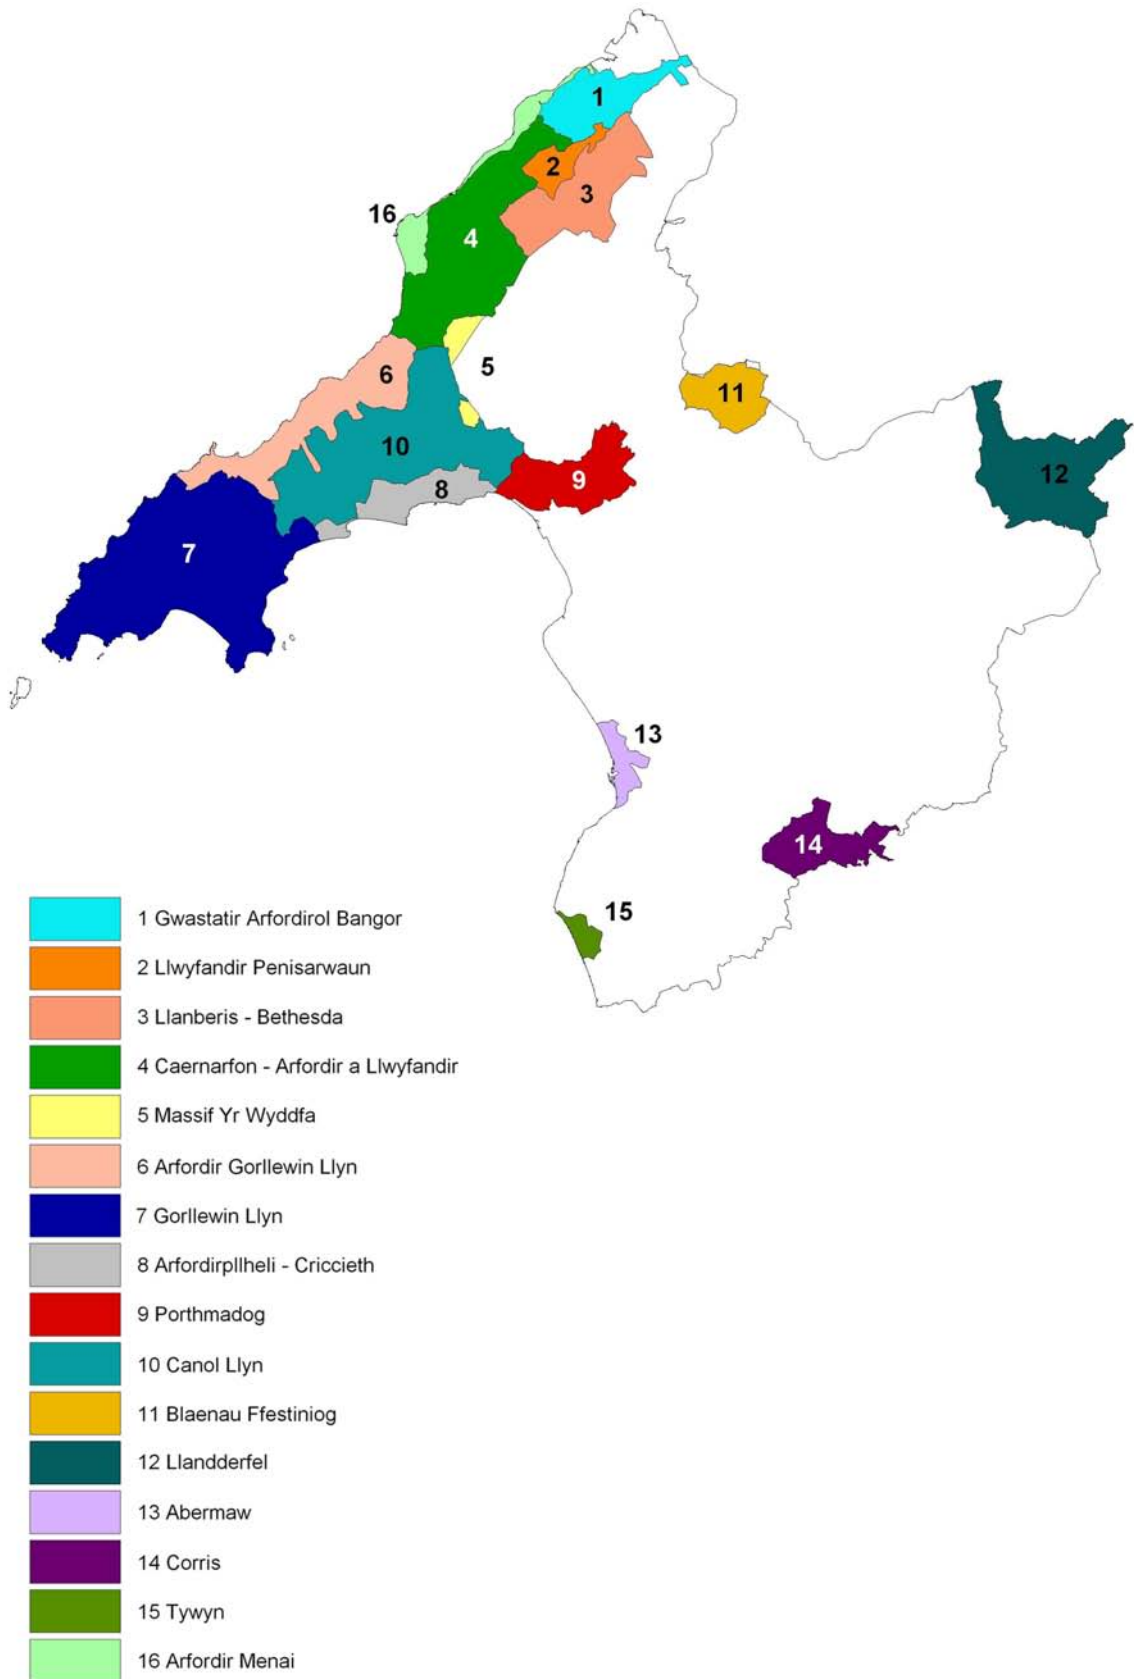 1
2
3
16
4
5
6
11
10
12
9
8
7
13
14
15
1 Gwastatir Arfordirol Bangor
2 Llwyfandir Penisarwaun
3 Llanberis - Bethesda
4 Caernarfon - Arfordir a Llwyfandir
5 Massif Yr Wyddfa
6 Arfordir Gorllewin Llyn
7 Gorllewin Llyn
8 Arfordirpllheli - Criccieth
9 Porthmadog
10 Canol Llyn
11 Blaenau Ffestiniog
12 Llandderfel
13 Abermaw
14 Corris
15 Tywyn
16 Arfordir Menai